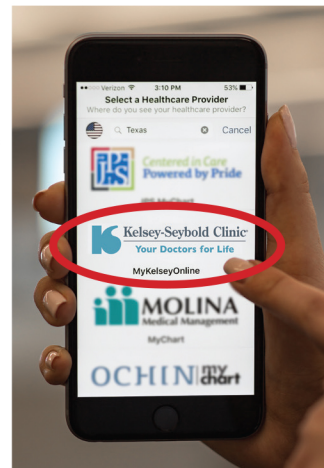 Verizon 3:10 PM 53%
Select a Healthcare Provider
Where do you see your healthcare provider?
Texas Cancel
Centered in Care
Powered by Pride
MyChart
Kelsey-Seybold Clinic
Your Doctors for Life
MyKelseyOnline
MOLINA
Medical Management
MyChart
OCHIN my chart